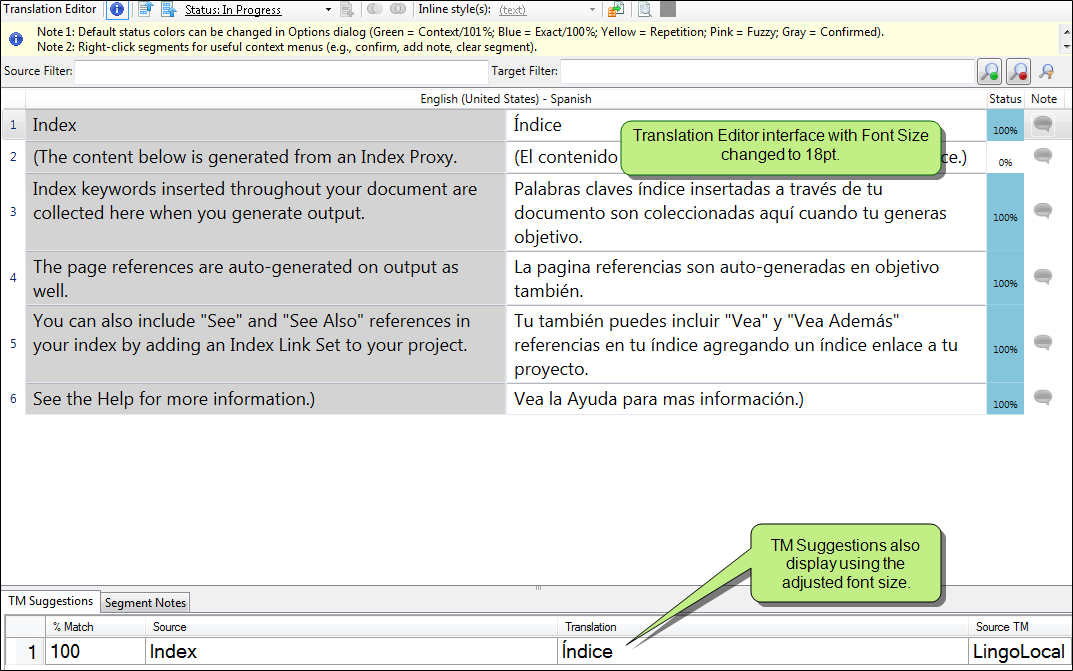 Translation Editor Status: In Progress Inline style(s): (text)
Note 1: Default status colors can be changed in Options dialog (Green = Context/101%; Blue = Exact/100%; Yellow = Repetition; Pink = Fuzzy; Gray = Confirmed).
Note 2: Right-click segments for useful context menus (e.g., confirm, add note, clear segment).
Source Filter: Target Filter:
English (United States) - Spanish Status Note
1 Index Índice 100%
Translation Editor interface with Font Size
changed to 18pt.
2 (The content below is generated from an Index Proxy. (El contenido ce.) 0%
3 Index keywords inserted throughout your document are
collected here when you generate output.
Palabras claves índice insertadas a través de tu
documento son coleccionadas aquí cuando tu generas
objetivo.
100%
4 The page references are auto-generated on output as
well.
La pagina referencias son auto-generadas en objetivo
también.
100%
5 You can also include "See" and "See Also" references in
your index by adding an Index Link Set to your project.
Tu también puedes incluir "Vea" y "Vea Además"
referencias en tu índice agregando un índice enlace a tu
proyecto.
100%
6 See the Help for more information.) Vea la Ayuda para mas información.) 100%
TM Suggestions also
display using the
adjusted font size.
TM Suggestions Segment Notes
% Match Source Translation Source TM
1 100 Index Índice LingoLocal